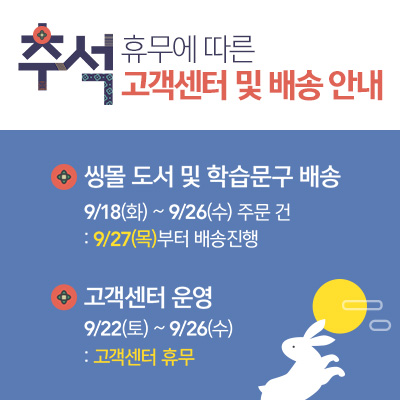 추석 휴무에 따른
고객센터 및 배송 안내
씽몰 도서 및 학습문구 배송
9/18(화) ~ 9/26(수) 주문 건
: 9/27(목)부터 배송진행
고객센터 운영
9/22(토) ~ 9/26(수)
: 고객센터 휴무